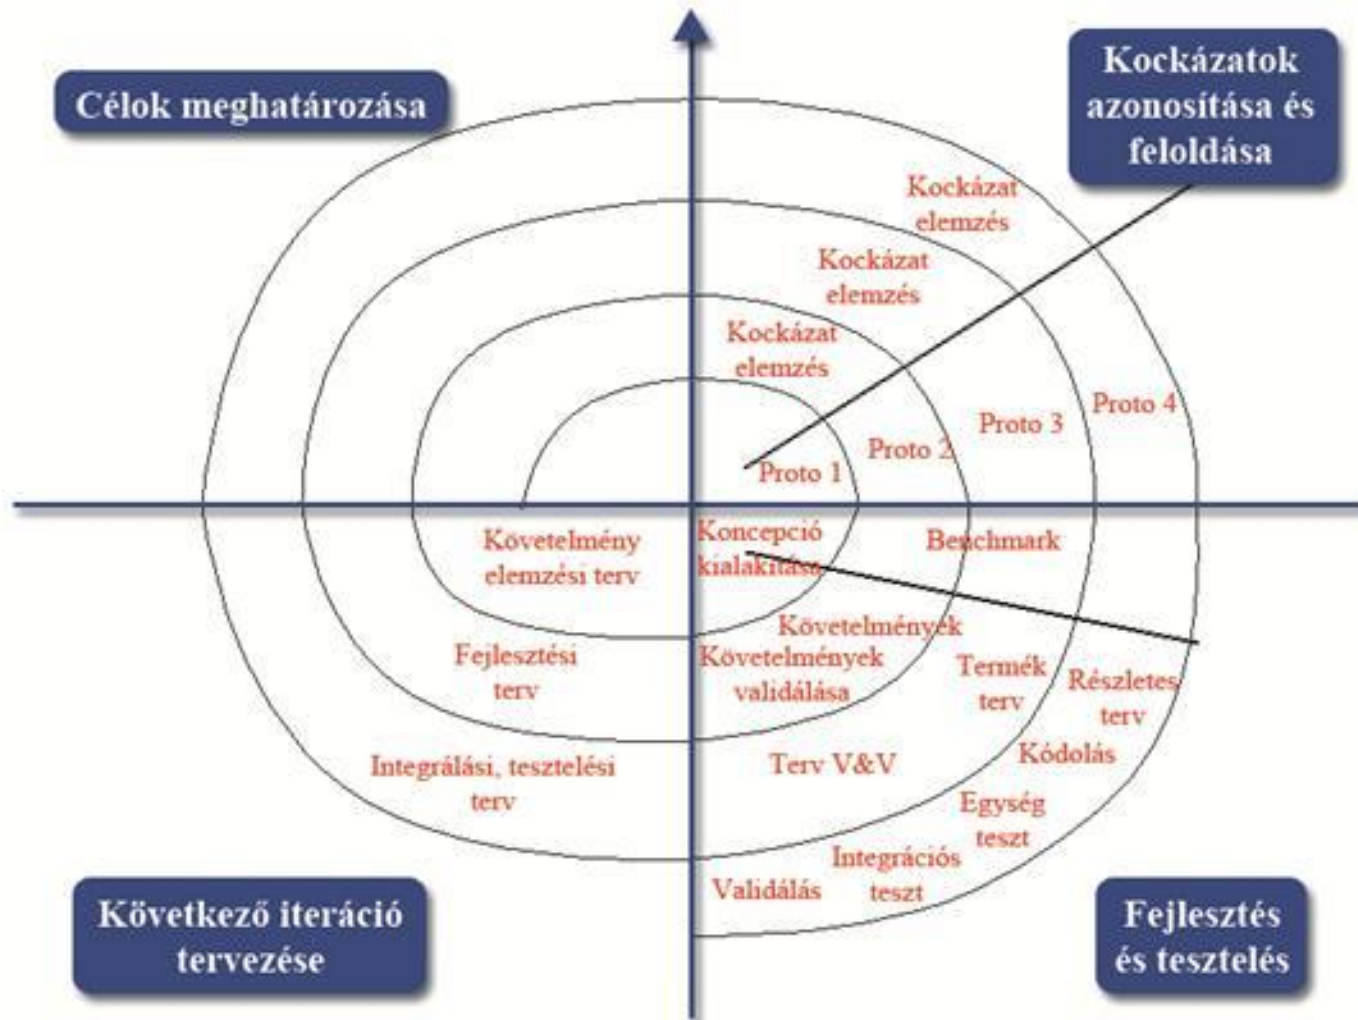 Célok meghatározása
Kockázatok
azonosítása és
feloldása
Kockázat
elemzés
Kockázat
elemzés
Kockázat
elemzés
Proto 1
Proto 2
Proto 3
Proto 4
Követelmény
elemzési terv
Koncepció
kialakítása
Benchmark
Fejlesztési
terv
Követelmények
Követelmények
validálása
Termék
terv
Részletes
terv
Integrálási, tesztelési
terv
Terv V&V
Kódolás
Egység
teszt
Integrációs
teszt
Validálás
Következő iteráció
tervezése
Fejlesztés
és tesztelés